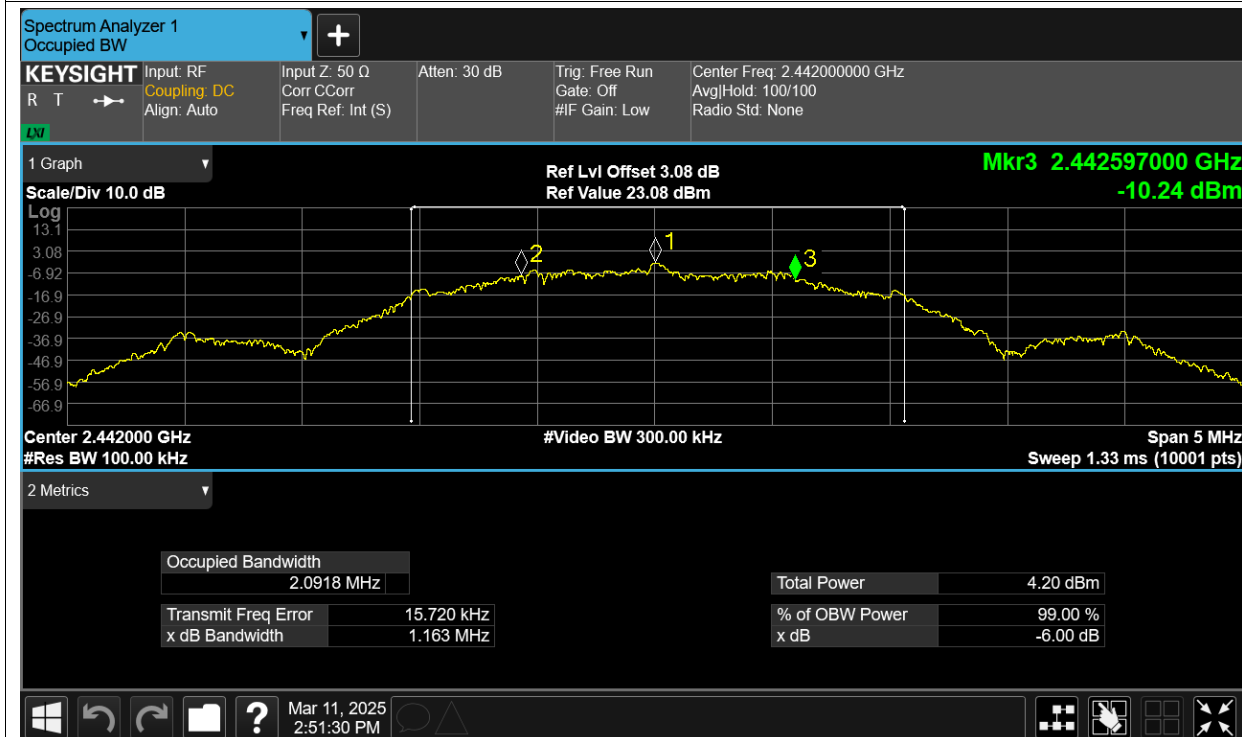 Spectrum Analyzer 1
Occupied BW
KEYSIGHT
R T
LXI
Input: RF
Coupling: DC
Align: Auto
Input Z: 50 Ω
Corr CCorr
Freq Ref: Int (S)
Atten: 30 dB
Trig: Free Run
Gate: Off
#IF Gain: Low
Center Freq: 2.442000000 GHz
Avg|Hold: 100/100
Radio Std: None
1 Graph
Scale/Div 10.0 dB
Ref Lvl Offset 3.08 dB
Ref Value 23.08 dBm
Mkr3 2.442597000 GHz
-10.24 dBm
Log
13.1
3.08
-6.92
-16.9
-26.9
-36.9
-46.9
-56.9
-66.9
2
1
3
Center 2.442000 GHz
#Res BW 100.00 kHz
#Video BW 300.00 kHz
Span 5 MHz
Sweep 1.33 ms (10001 pts)
2 Metrics
Occupied Bandwidth
2.0918 MHz
Transmit Freq Error 15.720 kHz
x dB Bandwidth 1.163 MHz
Total Power 4.20 dBm
% of OBW Power 99.00 %
x dB -6.00 dB
?
Mar 11, 2025
2:51:30 PM